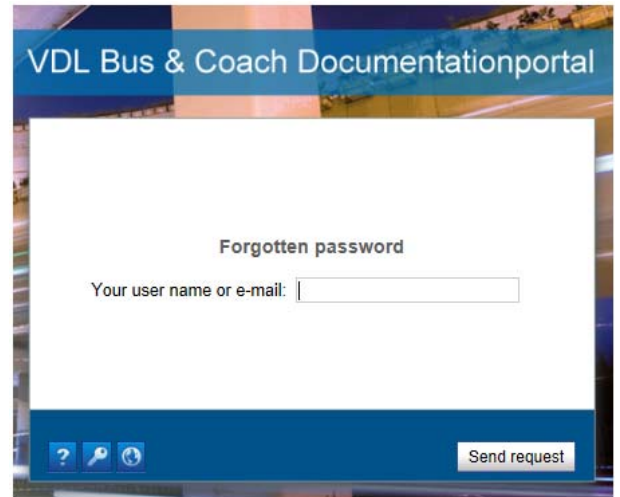 VDL Bus & Coach Documentationportal
Forgotten password
Your user name or e-mail:
? Send request